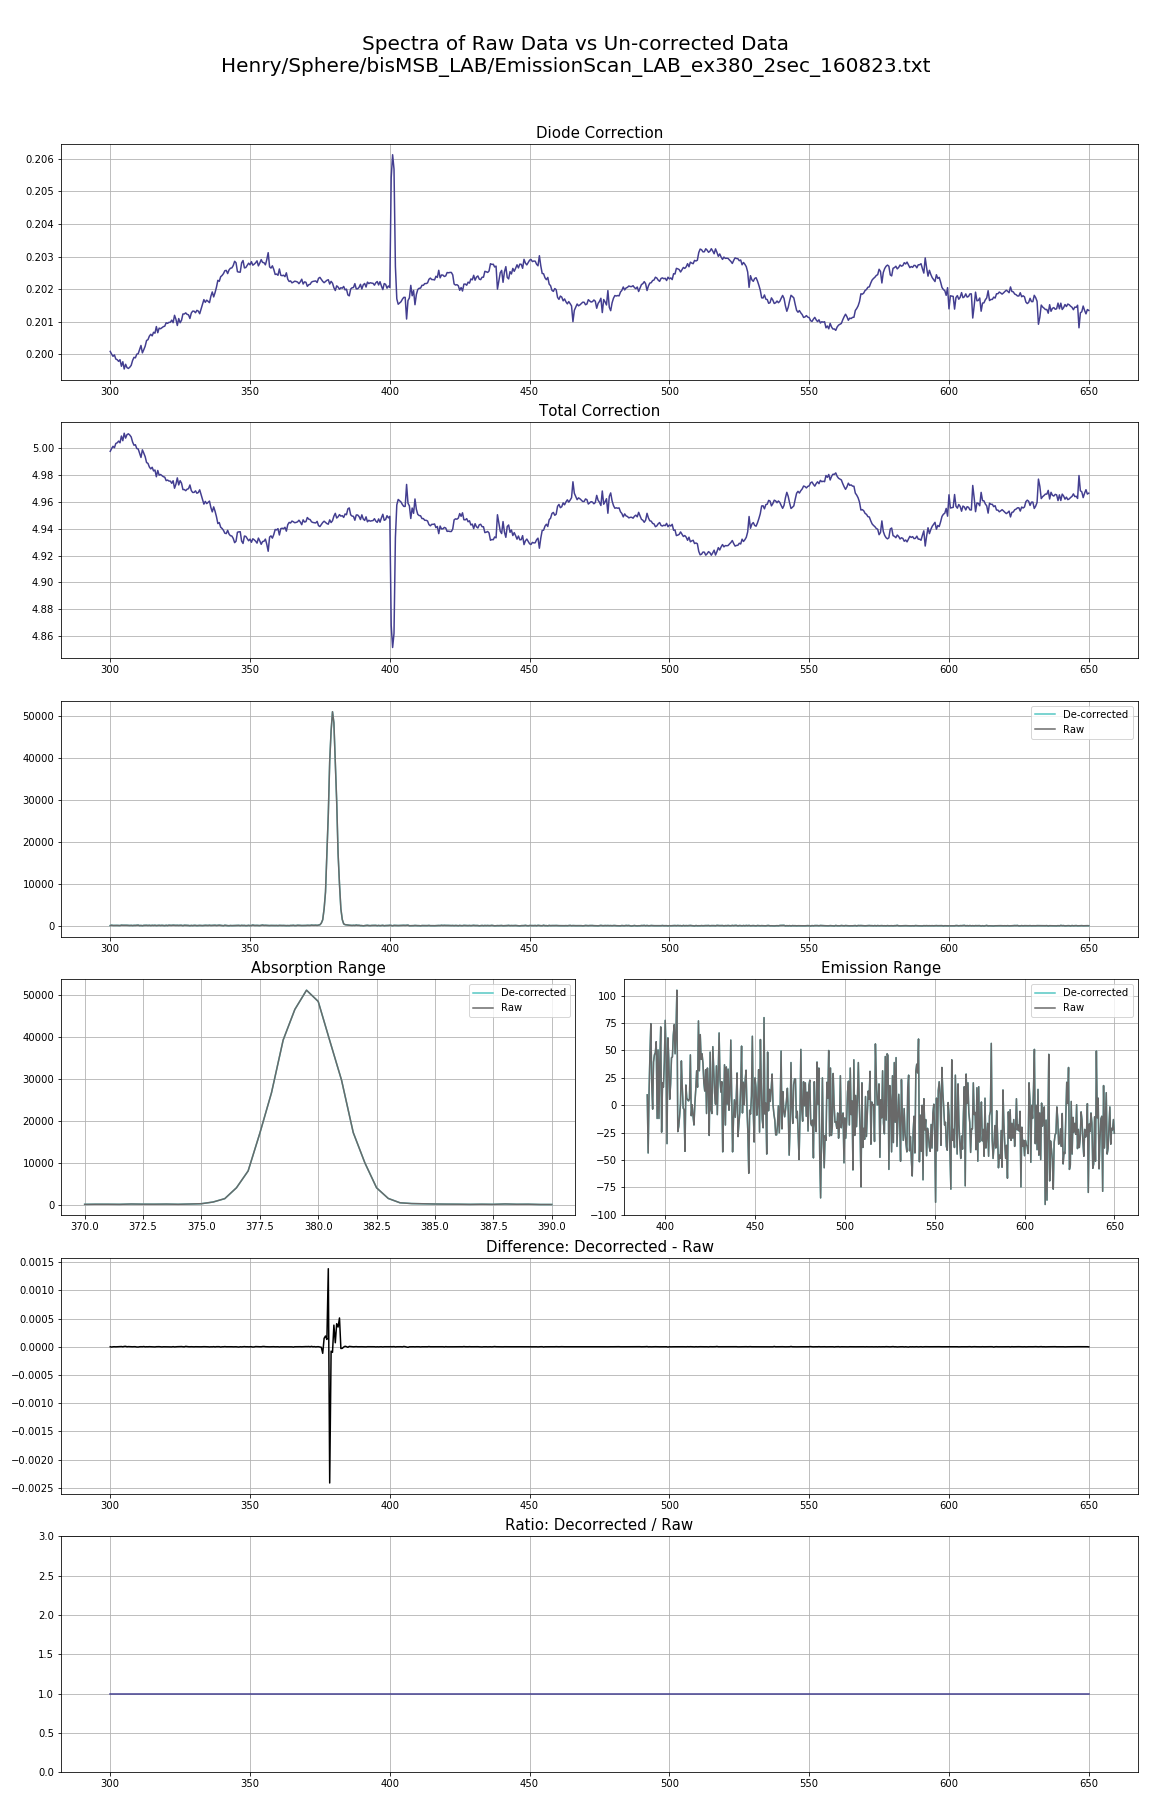 Spectra of Raw Data vs Un-corrected Data
Henry/Sphere/bisMSB_LAB/EmissionScan_LAB_ex380_2sec_160823.txt
Diode Correction
0.206
0.205
0.204
0.203
0.202
0.201
0.200
300 350 400 450 500 550 600 650
Total Correction
5.00
4.98
4.96
4.94
4.92
4.90
4.88
4.86
300 350 400 450 500 550 600 650
De-corrected
Raw
50000
40000
30000
20000
10000
0
300 350 400 450 500 550 600 650
Absorption Range
De-corrected
Raw
50000
40000
30000
20000
10000
0
370.0 372.5 375.0 377.5 380.0 382.5 385.0 387.5 390.0
Emission Range
De-corrected
Raw
100
75
50
25
0
−25
−50
−75
−100
400 450 500 550 600 650
Difference: Decorrected - Raw
0.0015
0.0010
0.0005
0.0000
−0.0005
−0.0010
−0.0015
−0.0020
−0.0025
300 350 400 450 500 550 600 650
Ratio: Decorrected / Raw
3.0
2.5
2.0
1.5
1.0
0.5
0.0
300 350 400 450 500 550 600 650